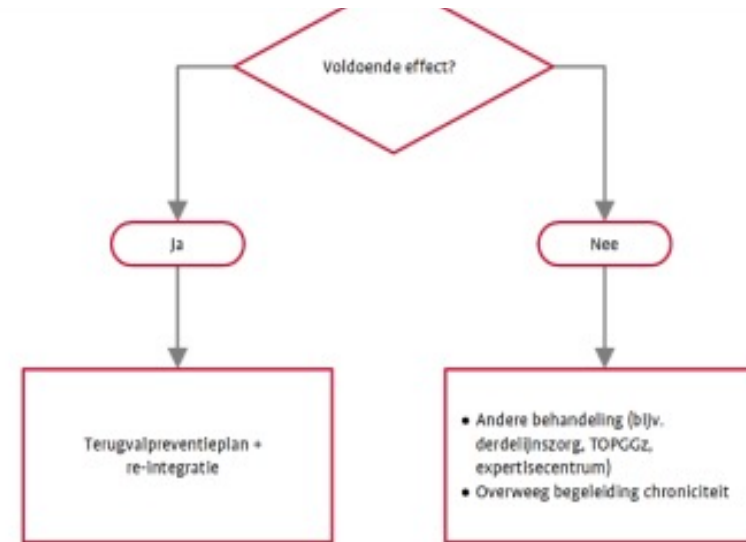 Voldoende effect?
Ja
Nee
Terugvalpreventieplan +
re-integratie
• Andere behandeling (bijv.
derdelijnszorg, TOPGGz,
expertisecentrum)
• Overweeg begeleiding chroniciteit